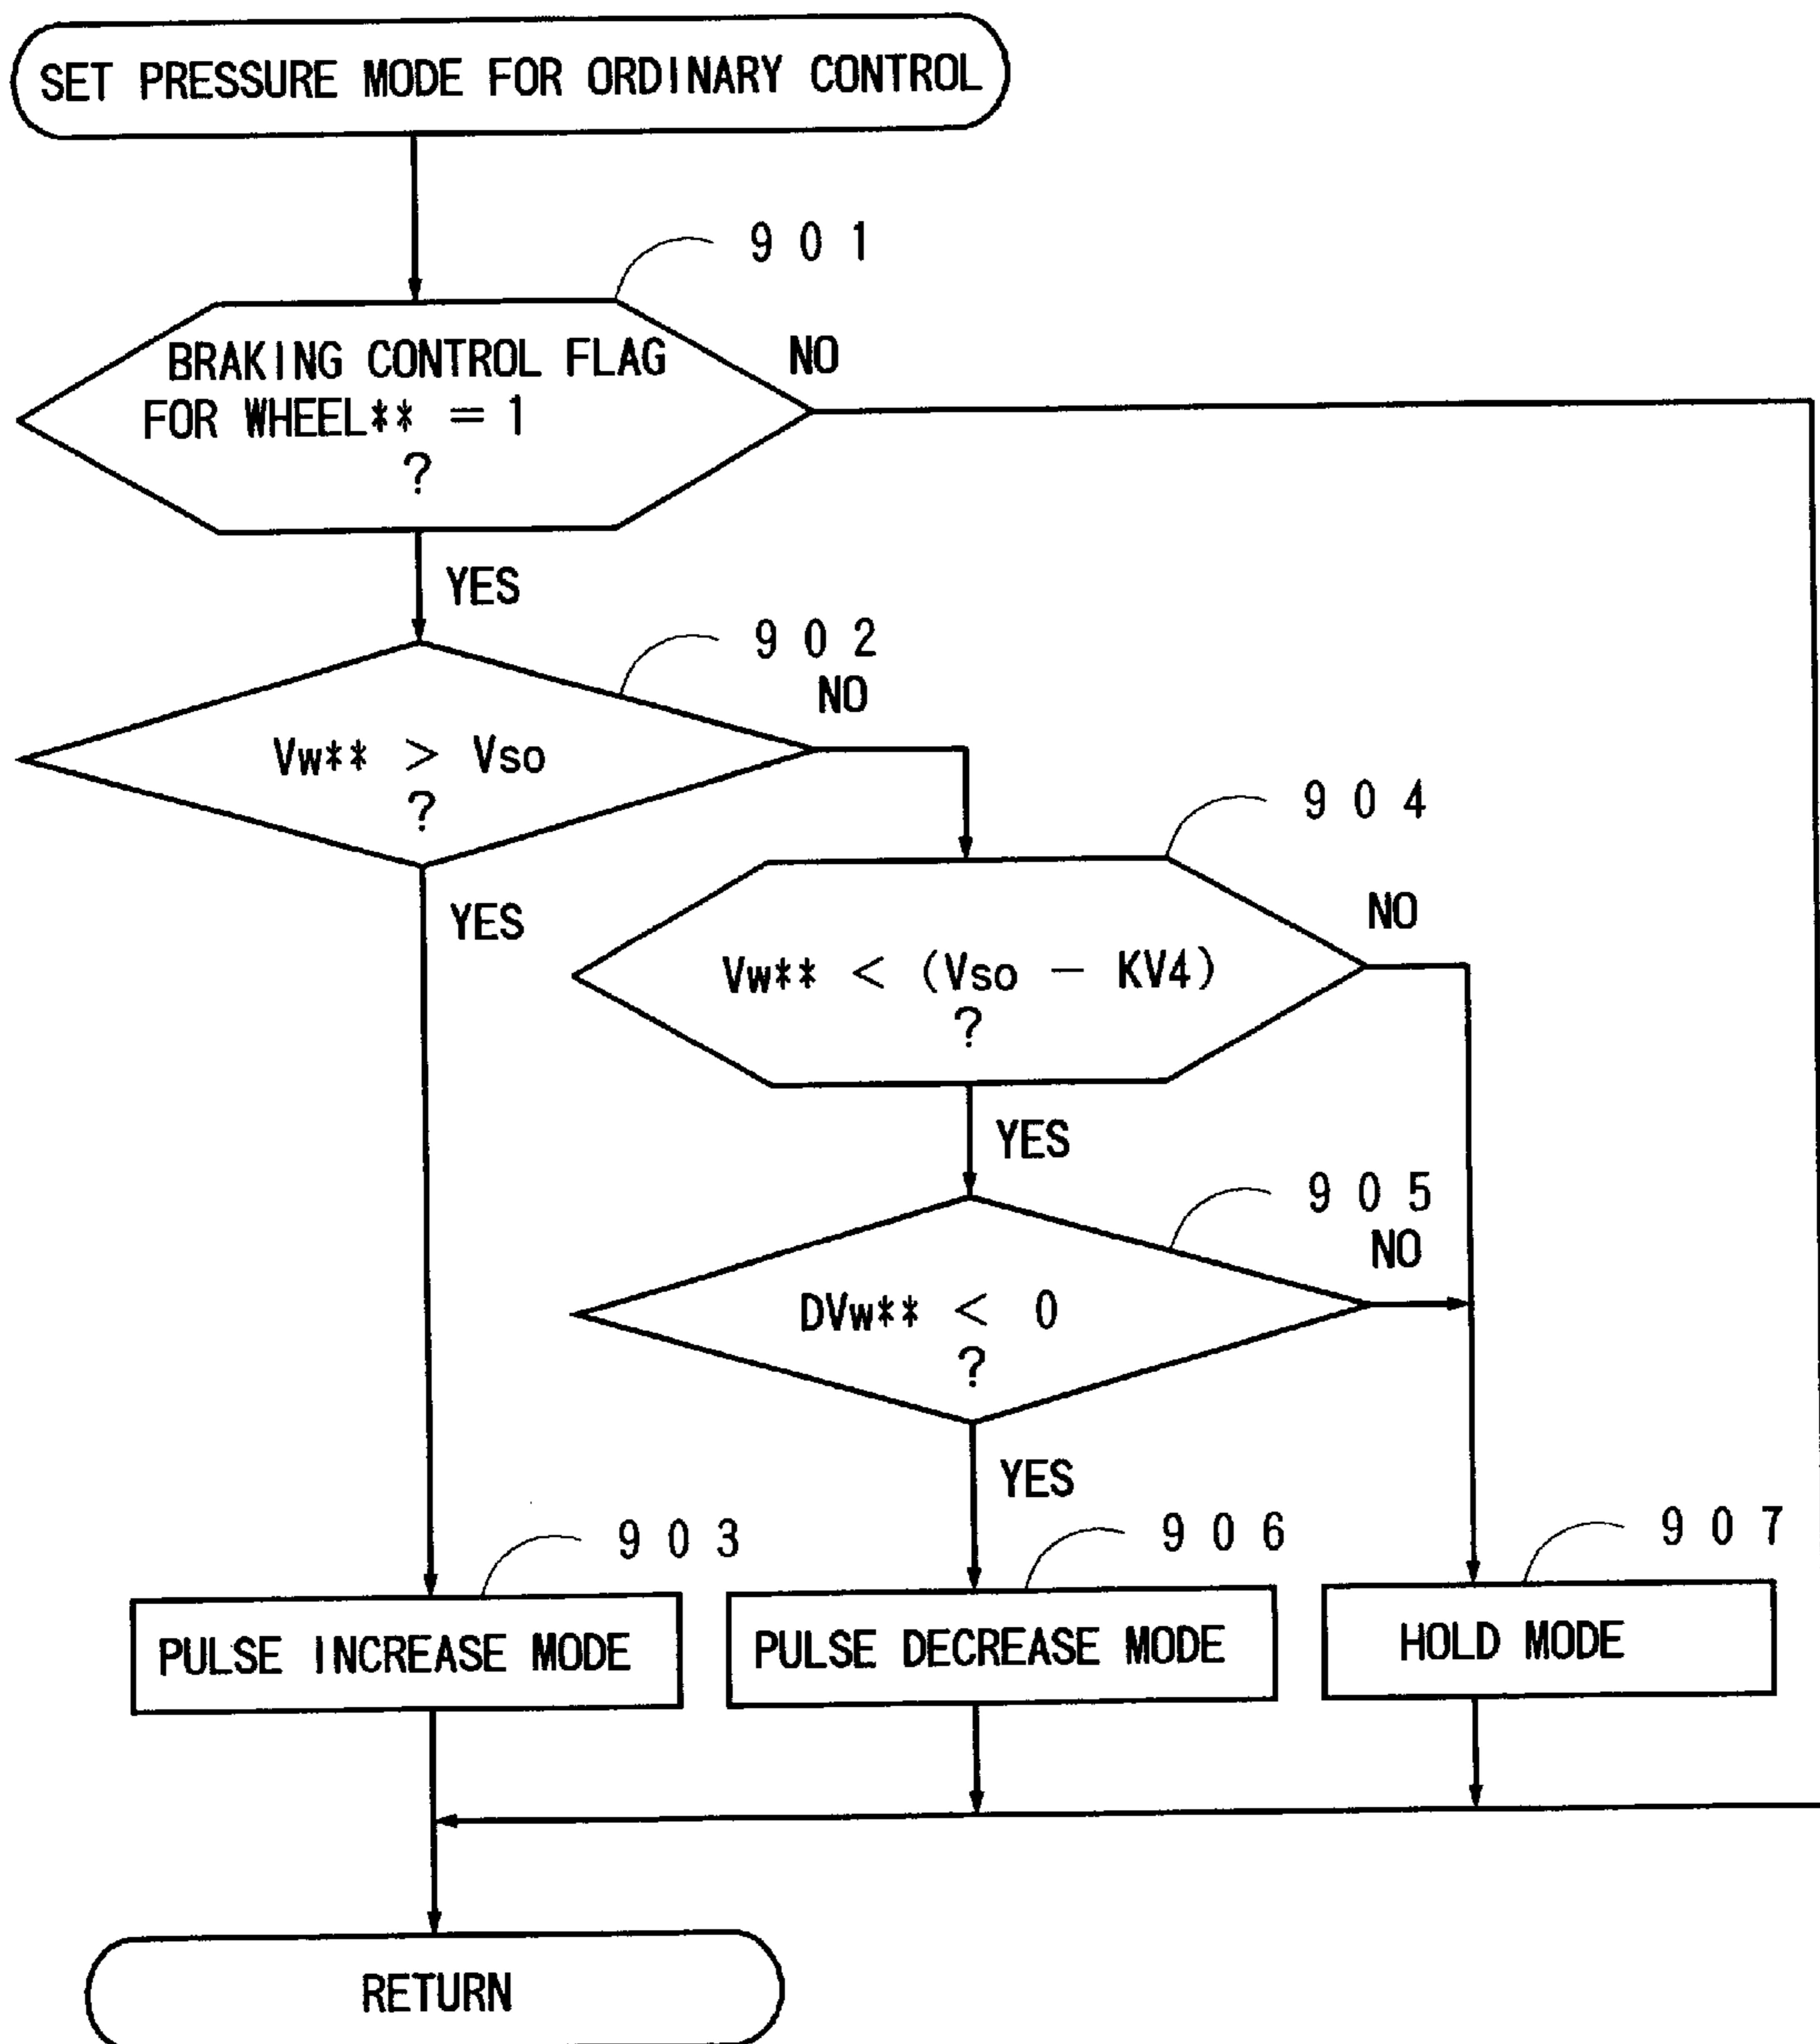 SET PRESSURE MODE FOR ORDINARY CONTROL
901
BRAKING CONTROL FLAG
FOR WHEEL** = 1
?
NO
YES
902
NO
Vw** > Vso
?
YES
904
NO
Vw** < (Vso - KV4)
?
YES
905
NO
DVw** < 0
?
YES
903
906
907
PULSE INCREASE MODE
PULSE DECREASE MODE
HOLD MODE
RETURN